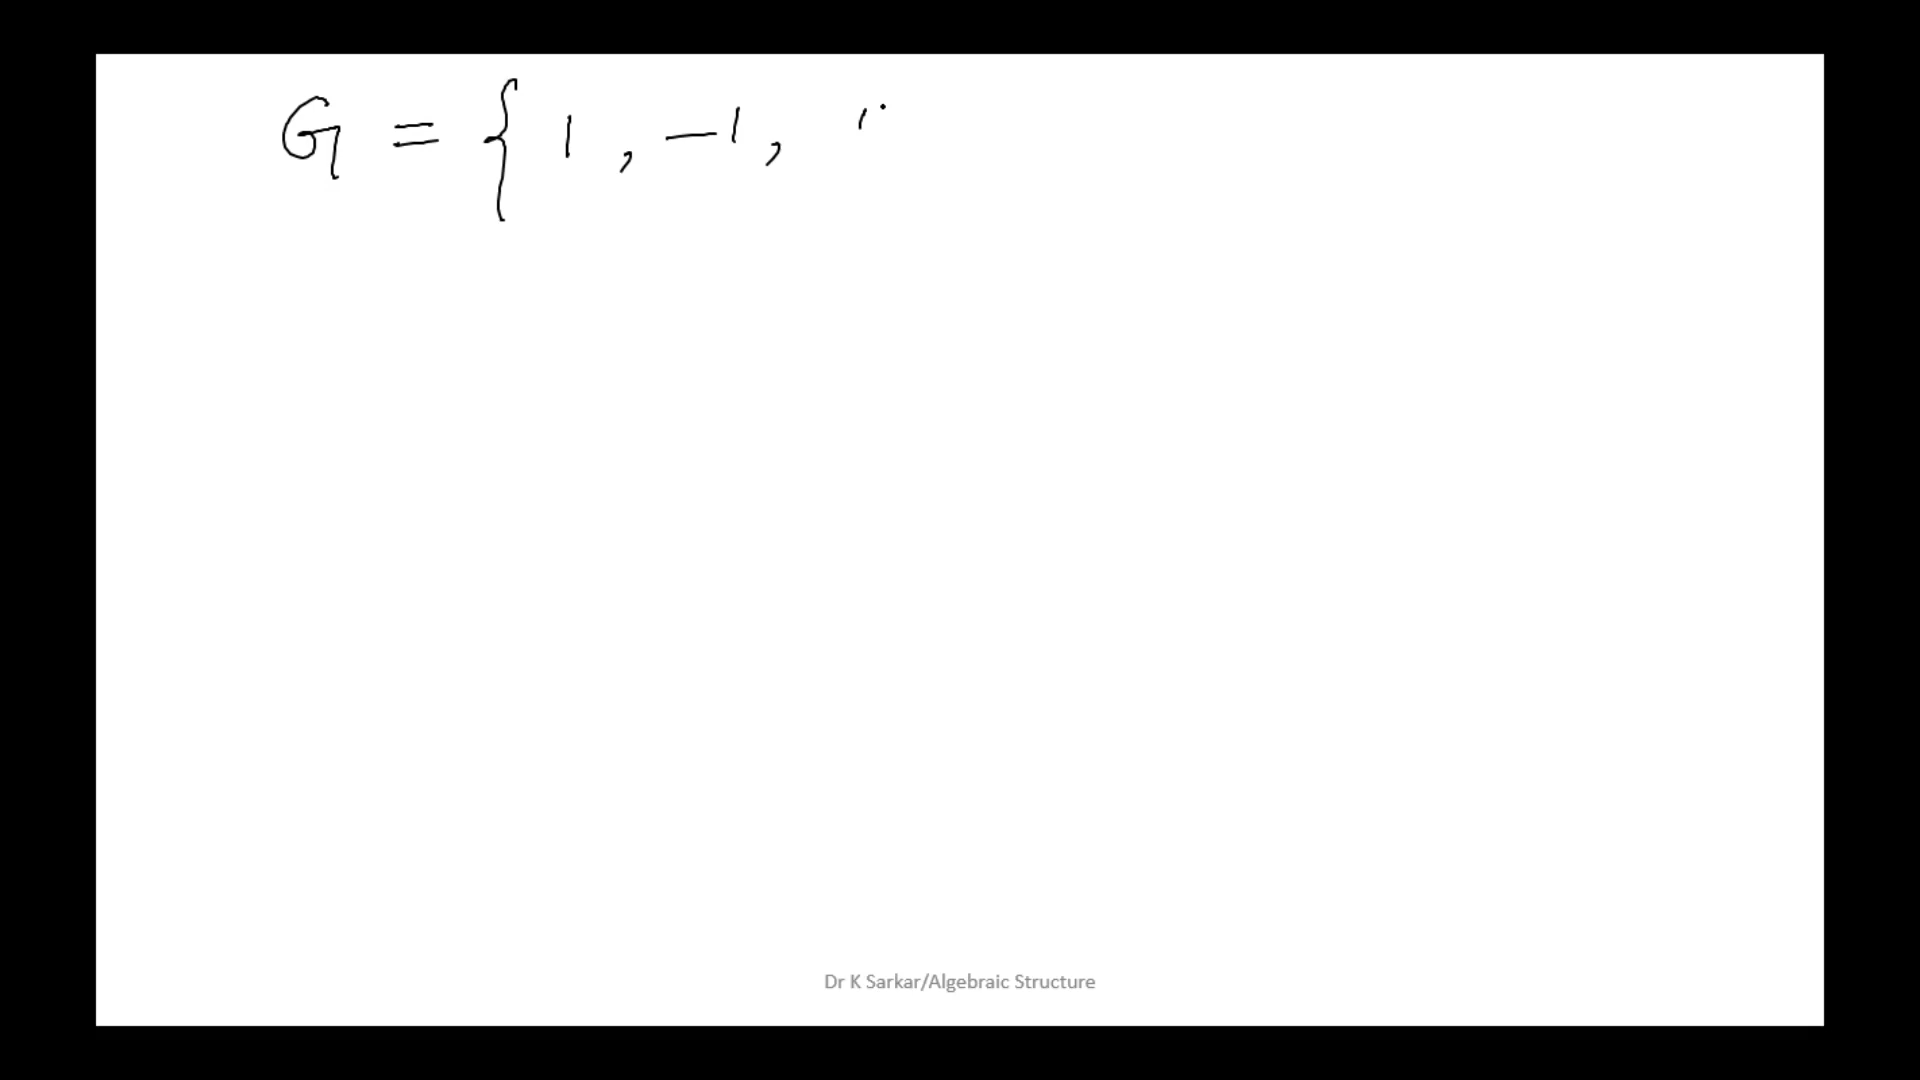 G = { 1 , -1 ,
Dr K Sarkar/Algebraic Structure